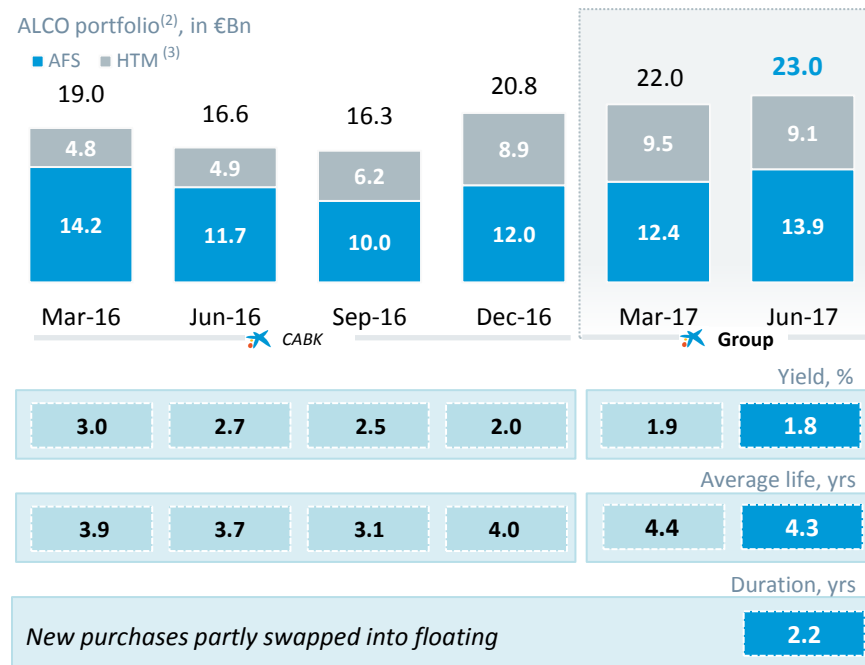 ALCO portfolio(2), in €Bn
AFS HTM (3)
19.0 16.6 16.3 20.8 22.0 23.0
4.8 4.9 6.2 8.9 9.5 9.1
14.2 11.7 10.0 12.0 12.4 13.9
Mar-16 Jun-16 Sep-16 Dec-16 Mar-17 Jun-17
CABK Group
Yield, %
3.0 2.7 2.5 2.0 1.9 1.8
Average life, yrs
3.9 3.7 3.1 4.0 4.4 4.3
Duration, yrs
New purchases partly swapped into floating 2.2